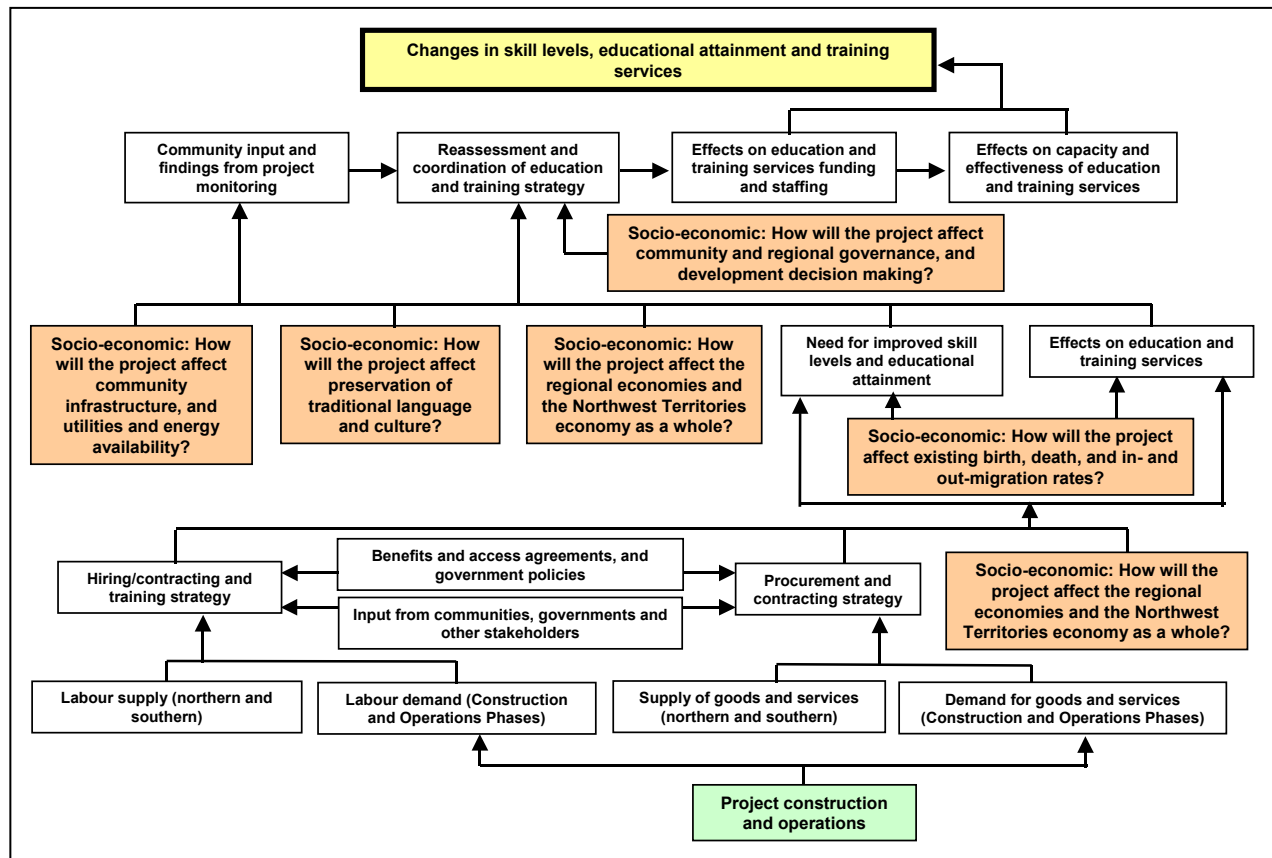 Changes in skill levels, educational attainment and training
services
Community input and
findings from project
monitoring
Reassessment and
coordination of education
and training strategy
Effects on education and
training services funding
and staffing
Effects on capacity and
effectiveness of education
and training services
Socio-economic: How will the project affect
community and regional governance, and
development decision making?
Socio-economic: How
will the project affect
community
infrastructure, and
utilities and energy
availability?
Socio-economic: How
will the project affect
preservation of
traditional language
and culture?
Socio-economic: How
will the project affect the
regional economies and
the Northwest Territories
economy as a whole?
Need for improved skill
levels and educational
attainment
Effects on education and
training services
Socio-economic: How will the project
affect existing birth, death, and in- and
out-migration rates?
Hiring/contracting and
training strategy
Benefits and access agreements, and
government policies
Input from communities, governments and
other stakeholders
Procurement and
contracting strategy
Socio-economic: How will the
project affect the regional
economies and the Northwest
Territories economy as a whole?
Labour supply (northern and
southern)
Labour demand (Construction
and Operations Phases)
Supply of goods and services
(northern and southern)
Demand for goods and services
(Construction and Operations Phases)
Project construction
and operations